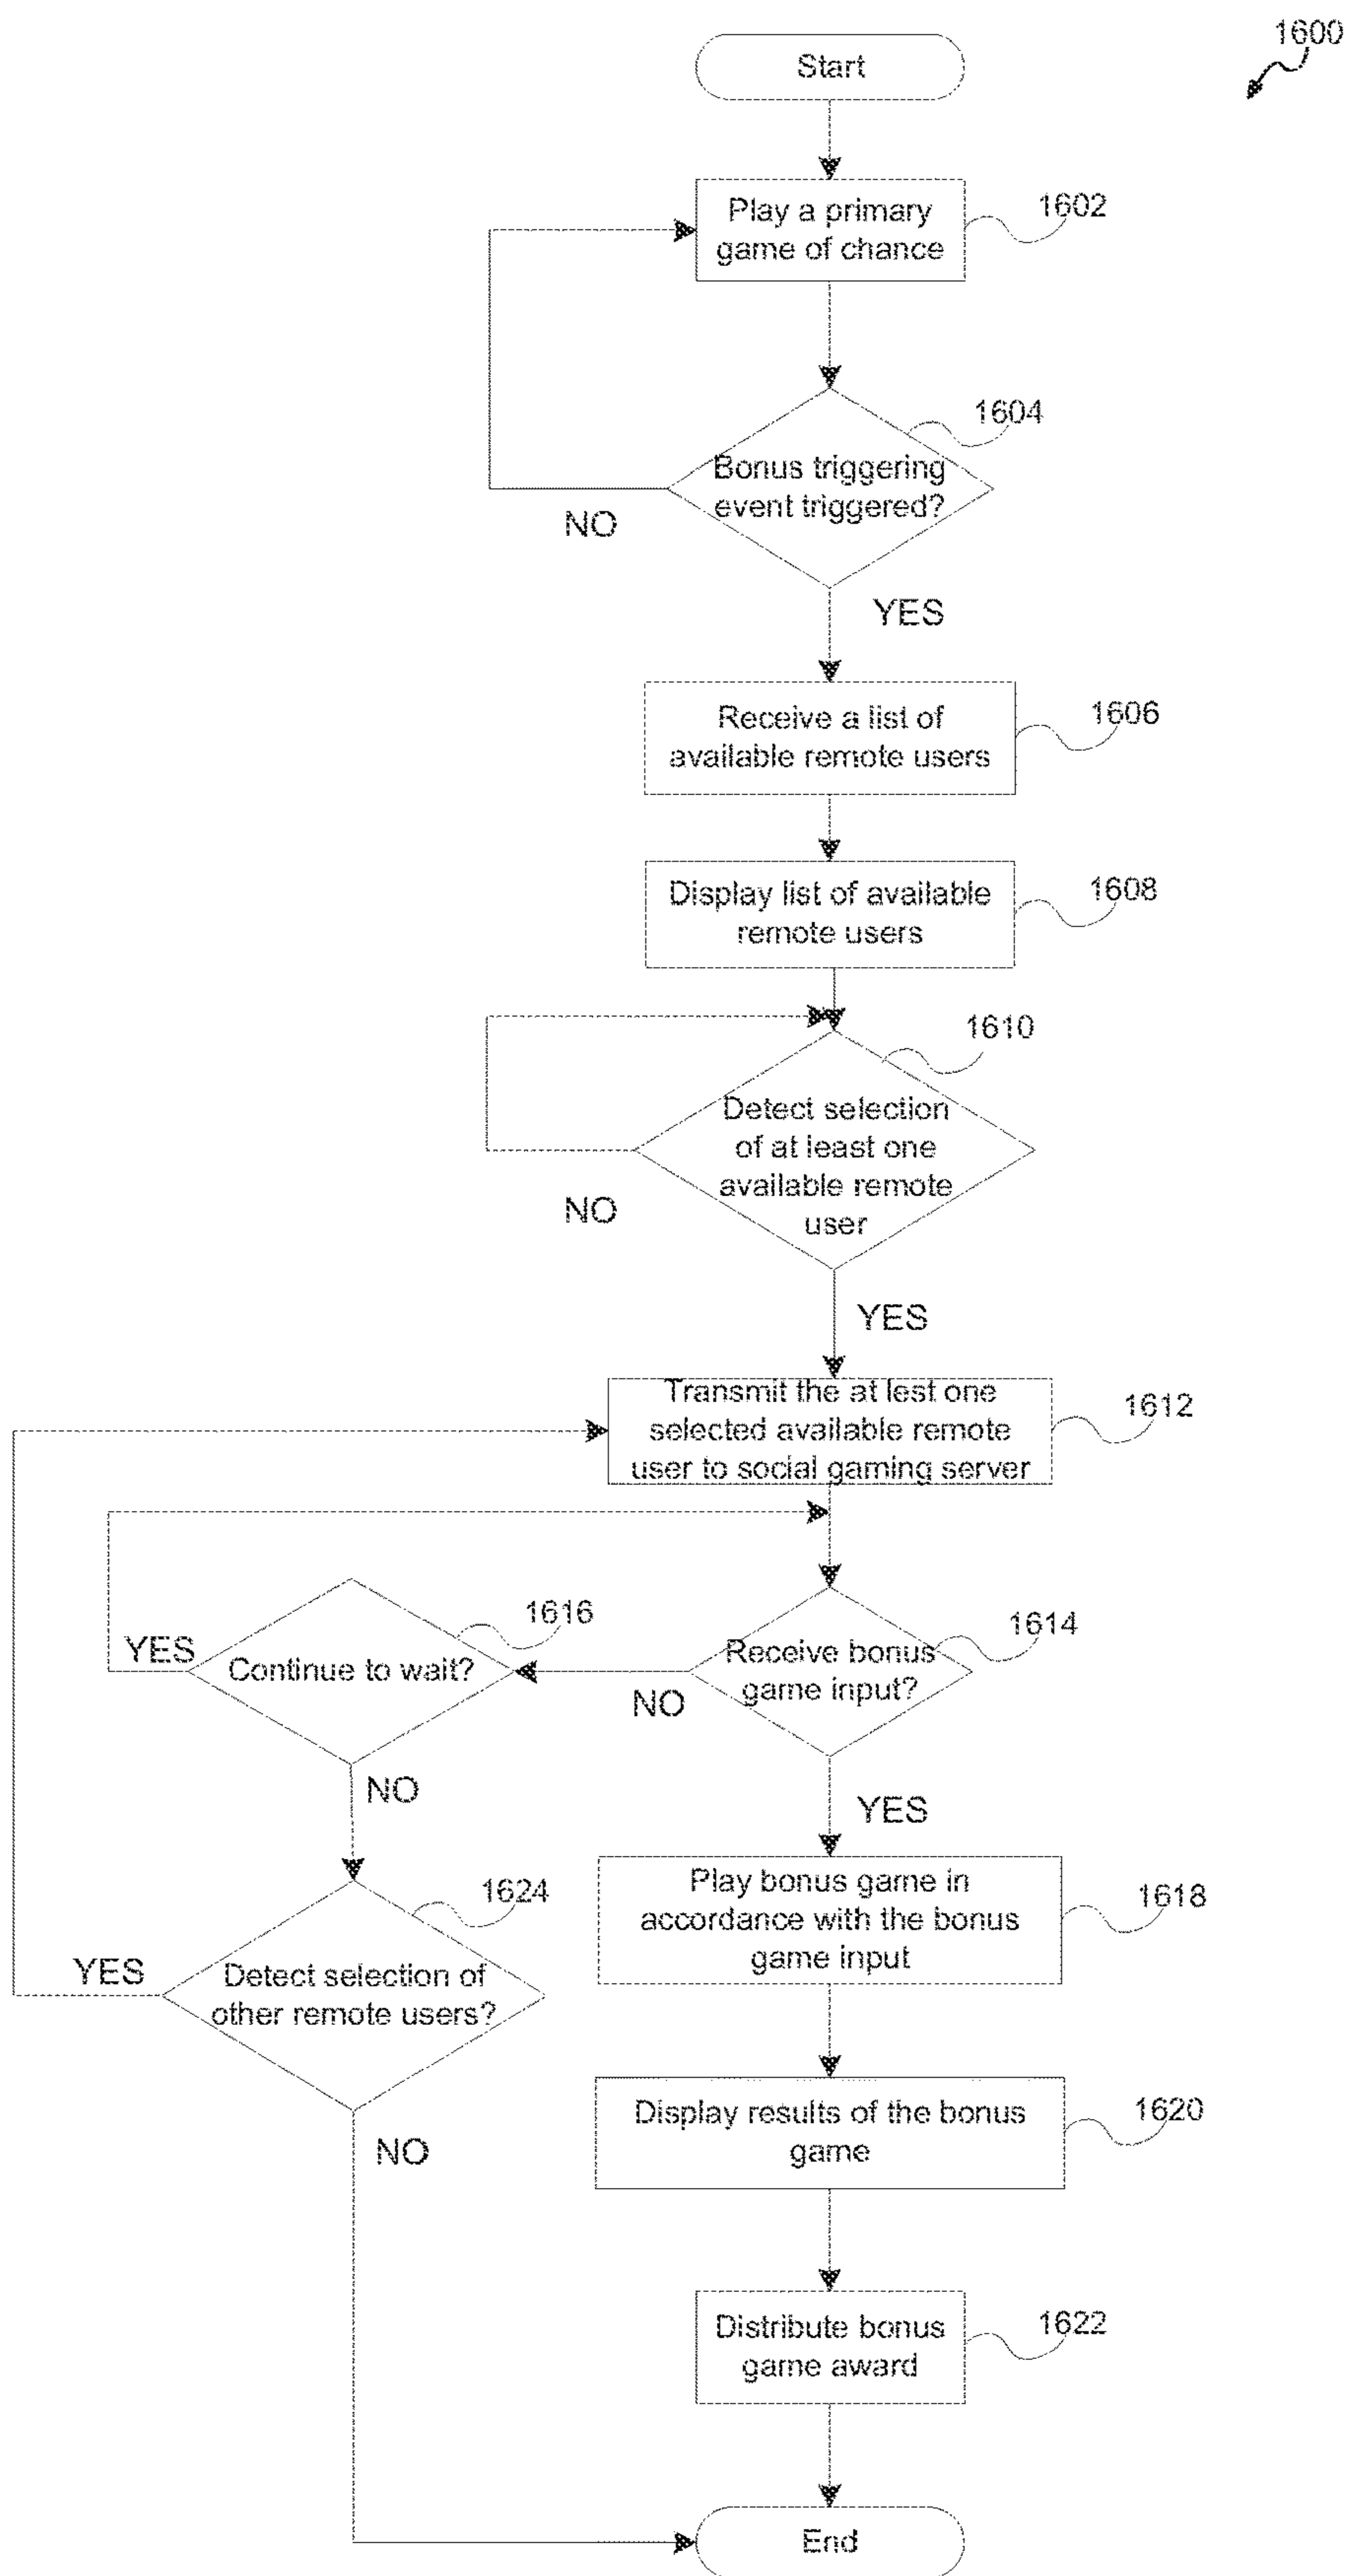 1600
Start
Play a primary
game of chance
1602
1604
Bonus triggering
event triggered?
NO
YES
Receive a list of
available remote users
1606
Display list of available
remote users
1608
1610
Detect selection
of at least one
available remote
user
NO
YES
Transmit the at lest one
selected available remote
user to social gaming server
1612
1616
Continue to wait?
YES
NO
1614
Receive bonus
game input?
NO
YES
1624
Detect selection of
other remote users?
YES
NO
Play bonus game in
accordance with the bonus
game input
1618
Display results of the bonus
game
1620
Distribute bonus
game award
1622
End